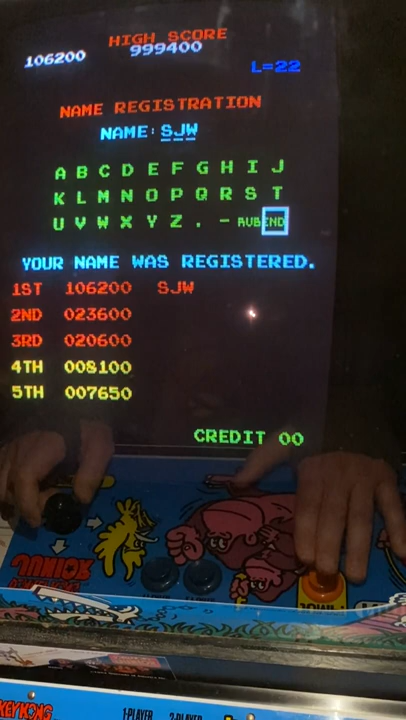 HIGH SCORE
106200 999400
L=22
NAME REGISTRATION
NAME: SJW
A B C D E F G H I J
K L M N O P Q R S T
U V W X Y Z . - RUB END
YOUR NAME WAS REGISTERED.
1ST 106200 SJW
2ND 023600
3RD 020600
4TH 008100
5TH 007650
CREDIT 00
JUNIOR
1-PLAYER 2-PLAYER